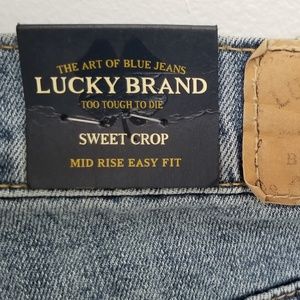 THE ART OF BLUE JEANS
LUCKY BRAND
TOO TOUGH TO DIE
SWEET CROP
MID RISE EASY FIT